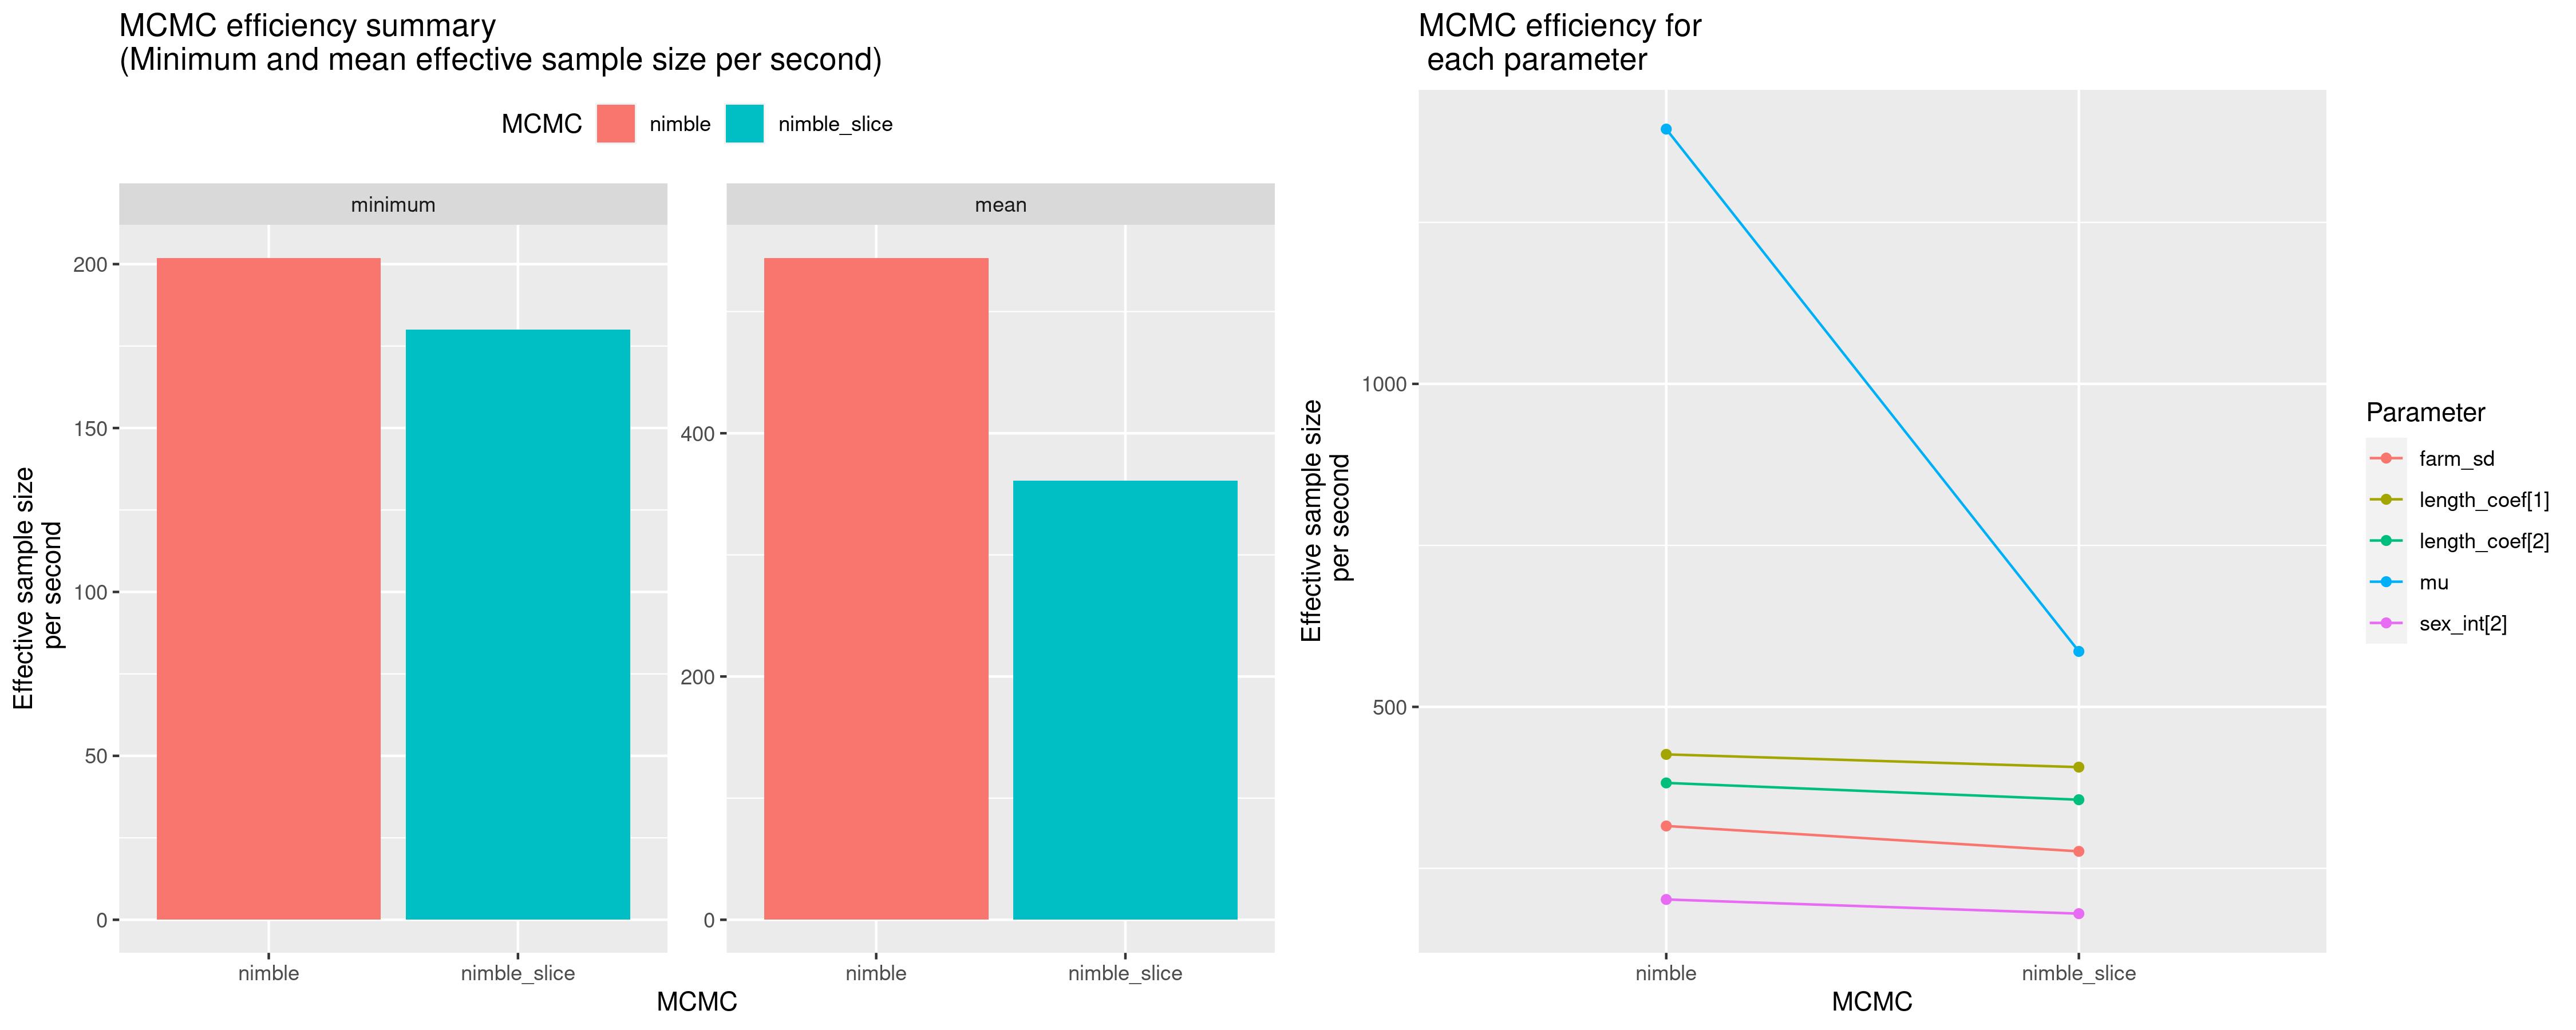 MCMC efficiency summary
(Minimum and mean effective sample size per second)
MCMC nimble nimble_slice
minimum
mean
Effective sample size
per second
200
150
100
50
0
400
200
0
nimble
nimble_slice
nimble
nimble_slice
MCMC
MCMC efficiency for
each parameter
Effective sample size
per second
1000
500
nimble
nimble_slice
MCMC
Parameter
farm_sd
length_coef[1]
length_coef[2]
mu
sex_int[2]